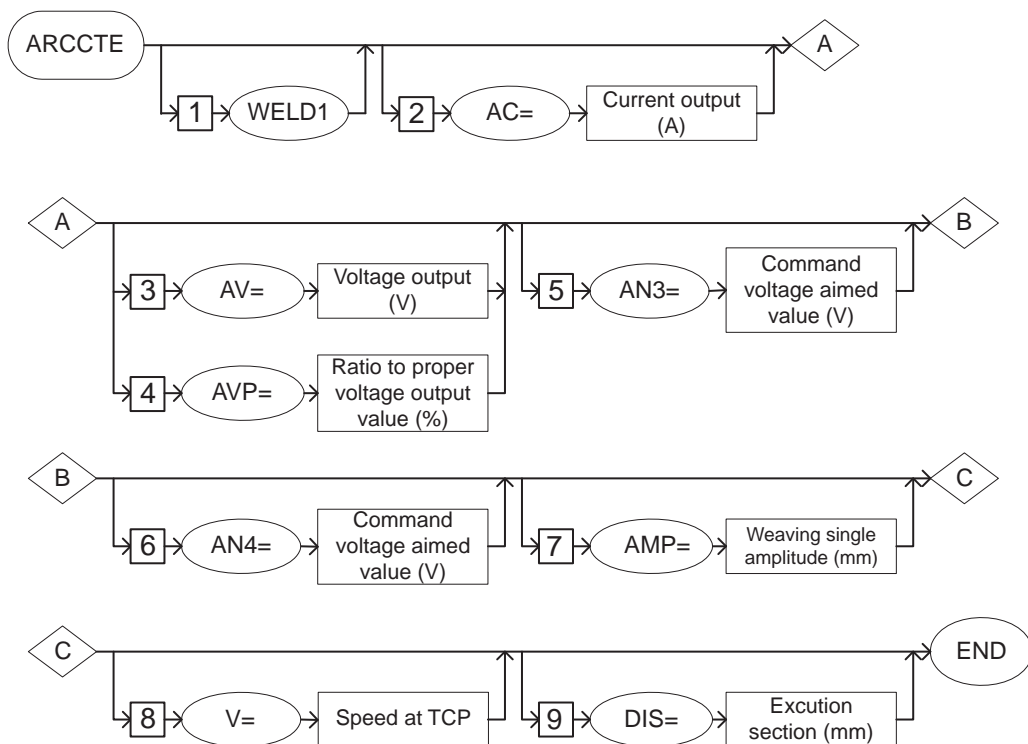 ARCCTE
A
1
WELD1
2
AC=
Current output
(A)
A
B
3
AV=
Voltage output
(V)
5
AN3=
Command
voltage aimed
value (V)
4
AVP=
Ratio to proper
voltage output
value (%)
B
C
6
AN4=
Command
voltage aimed
value (V)
7
AMP=
Weaving single
amplitude (mm)
C
END
8
V=
Speed at TCP
9
DIS=
Excution
section (mm)